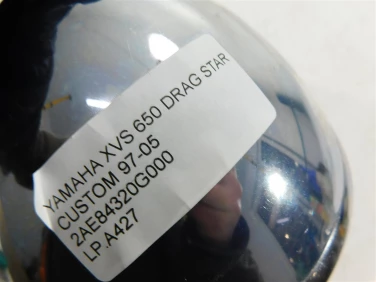 YAMAHA XVS 650 DRAG STAR
CUSTOM 97-05
2AE84320G000
LP.A427